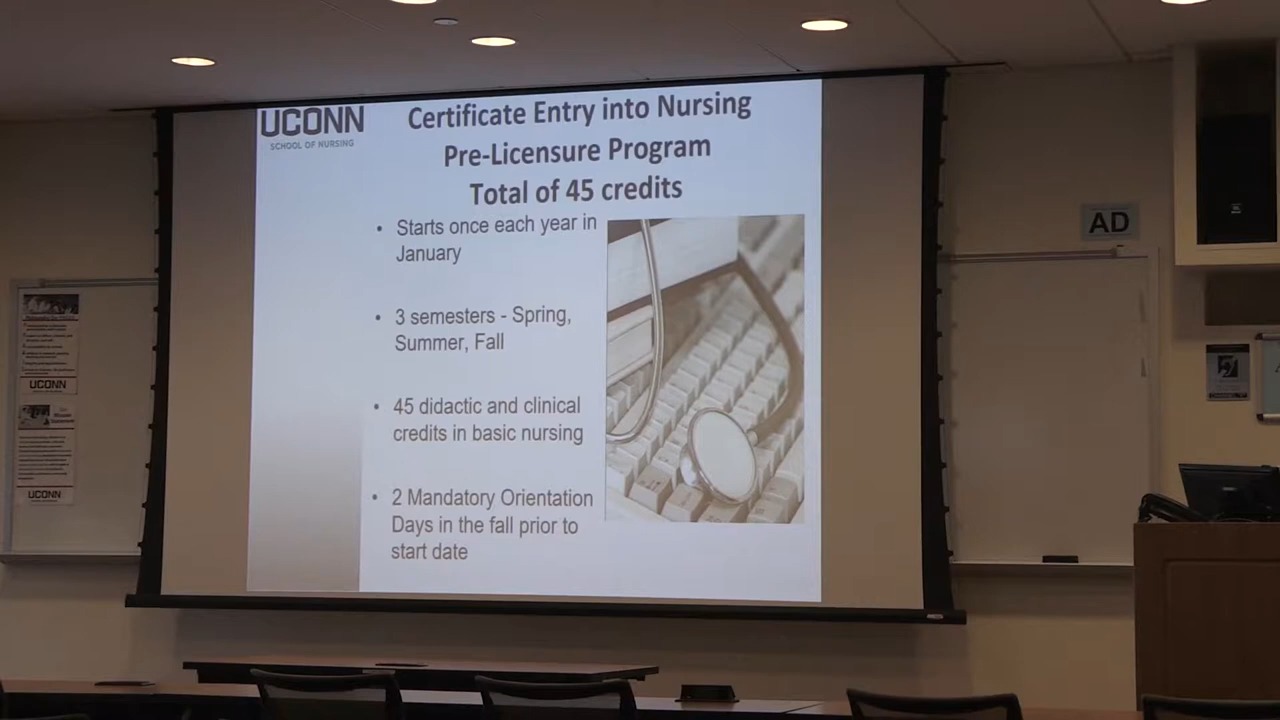 UCONN
SCHOOL OF NURSING
Certificate Entry into Nursing
Pre-Licensure Program
Total of 45 credits
• Starts once each year in
January
• 3 semesters - Spring,
Summer, Fall
• 45 didactic and clinical
credits in basic nursing
• 2 Mandatory Orientation
Days in the fall prior to
start date
AD
UCONN
UCONN